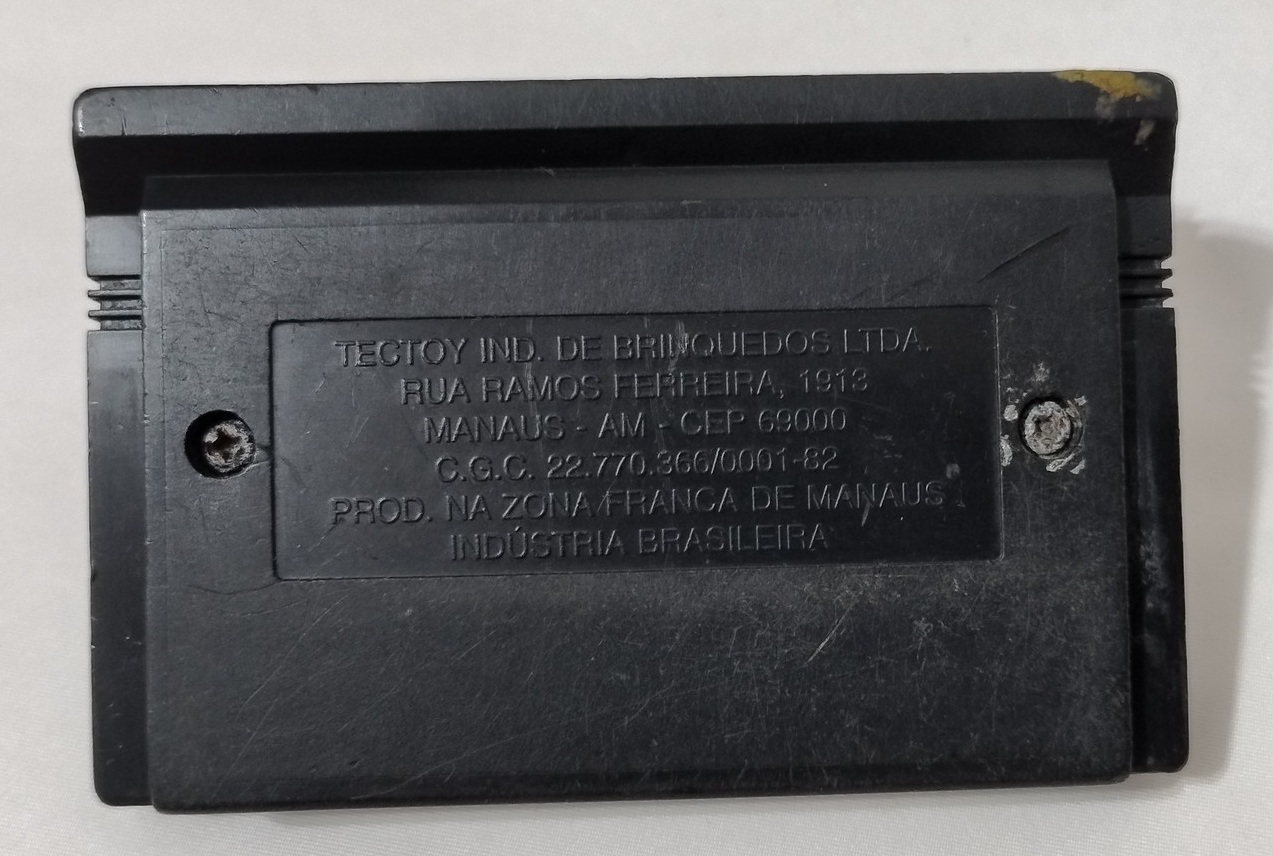 TECTOY IND. DE BRINQUEDOS LTDA.
RUA RAMOS FERREIRA, 1913
MANAUS - AM - CEP 69000
C.G.C. 22.770.366/0001-82
PROD. NA ZONA FRANCA DE MANAUS
INDÚSTRIA BRASILEIRA